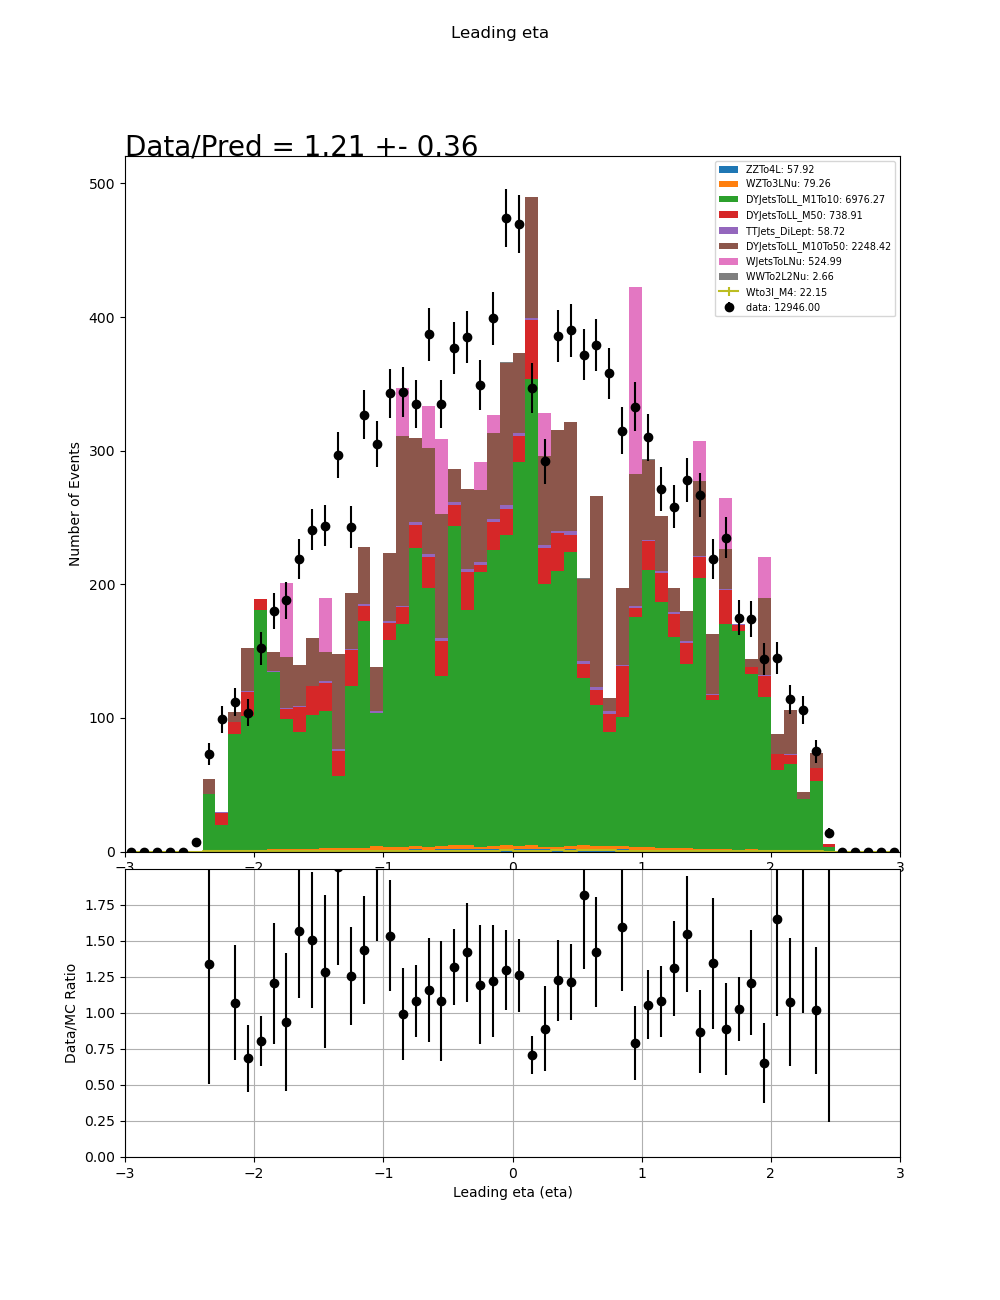 Leading eta
Data/Pred = 1.21 +- 0.36
500
400
300
200
100
0
Number of Events
ZZTo4L: 57.92
WZTo3LNu: 79.26
DYJetsToLL_M1To10: 6976.27
DYJetsToLL_M50: 738.91
TTJets_DiLept: 58.72
DYJetsToLL_M10To50: 2248.42
WJetsToLNu: 524.99
WWTo2L2Nu: 2.66
Wto3l_M4: 22.15
data: 12946.00
−3 −2 −1 0 1 2 3
1.75
1.50
1.25
1.00
0.75
0.50
0.25
0.00
Data/MC Ratio
−3 −2 −1 0 1 2 3
Leading eta (eta)